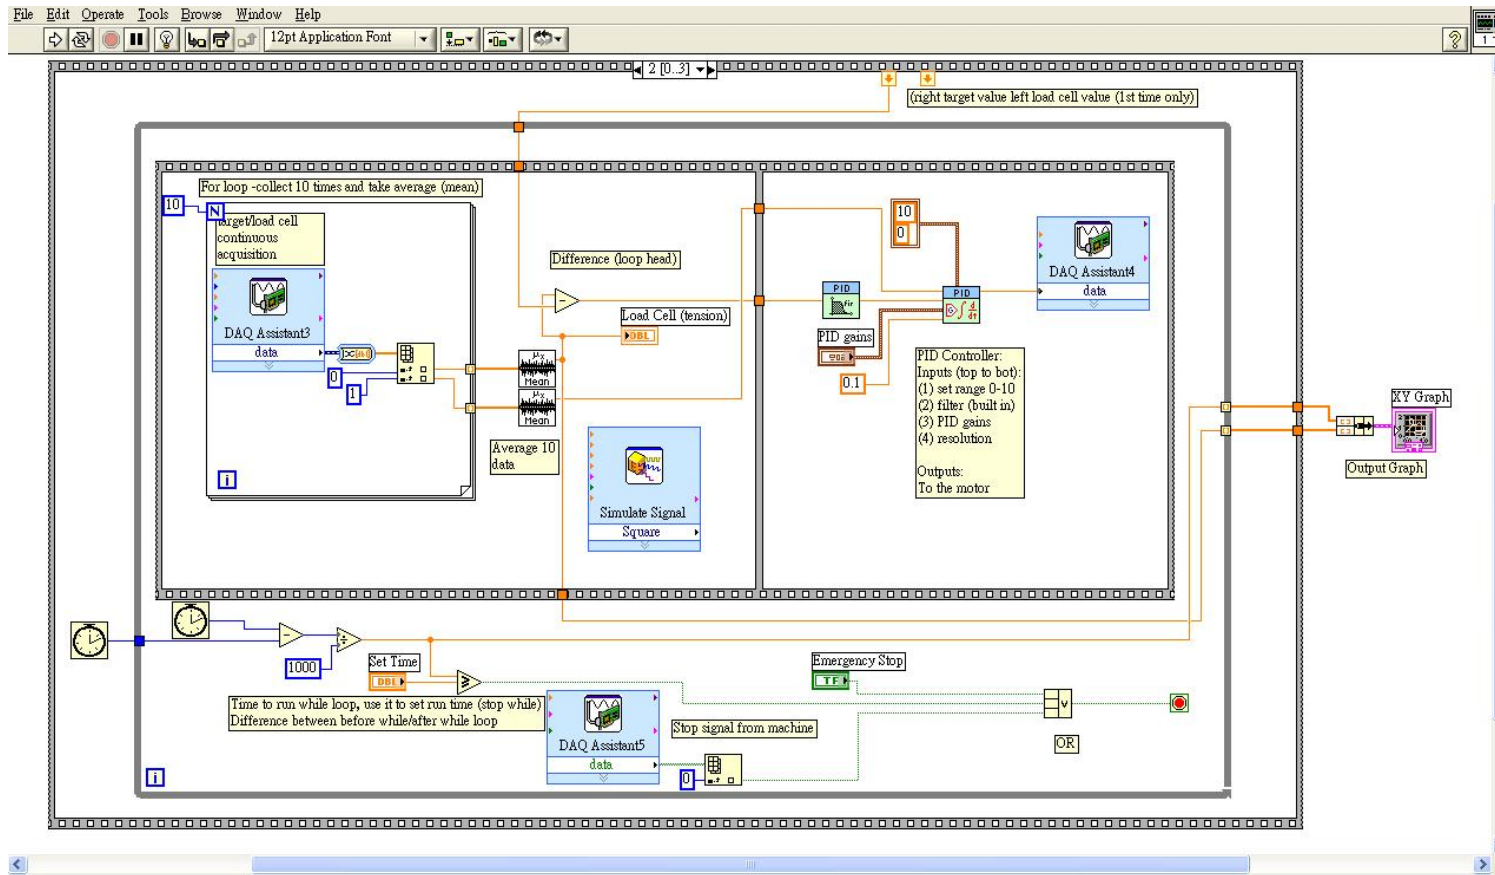 File Edit Operate Tools Browse Window Help
12pt Application Font
?
1
2 [0..3]
(right target value left load cell value (1st time only)
For loop -collect 10 times and take average (mean)
10
N
target/load cell
continuous
acquisition
DAQ Assistant3
data
0
1
i
Mean
Mean
Average 10
data
Difference (loop head)
Load Cell (tension)
DBL
Simulate Signal
Square
10
0
PID
PID
PID gains
0.1
PID Controller:
Inputs (top to bot):
(1) set range 0-10
(2) filter (built in)
(3) PID gains
(4) resolution
Outputs:
To the motor
DAQ Assistant4
data
XY Graph
Output Graph
1000
Set Time
DBL
Time to run while loop, use it to set run time (stop while)
Difference between before while/after while loop
DAQ Assistant5
data
Stop signal from machine
0
Emergency Stop
TF
OR
i